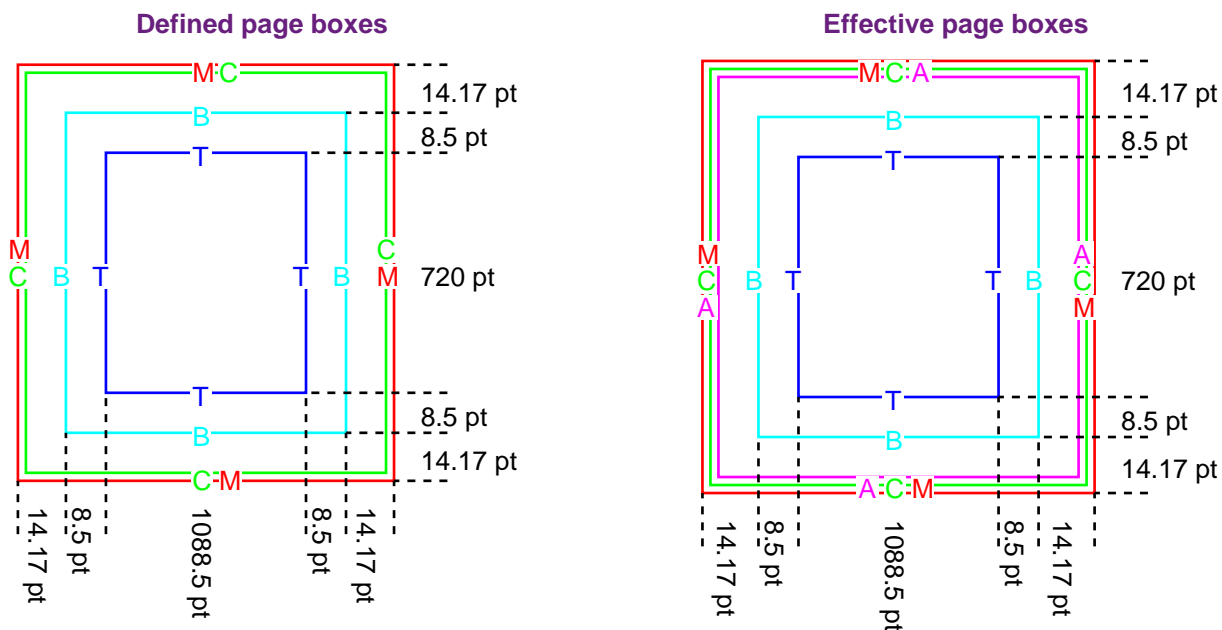 Defined page boxes
M C
14.17 pt
B
8.5 pt
T
M
C
B
T
T
B
C
M
720 pt
T
8.5 pt
B
14.17 pt
C M
14.17 pt
8.5 pt
1088.5 pt
8.5 pt
14.17 pt
Effective page boxes
M C A
14.17 pt
B
8.5 pt
T
M
C
A
B
T
T
B
A
C
M
720 pt
T
8.5 pt
B
14.17 pt
A C M
14.17 pt
8.5 pt
1088.5 pt
8.5 pt
14.17 pt